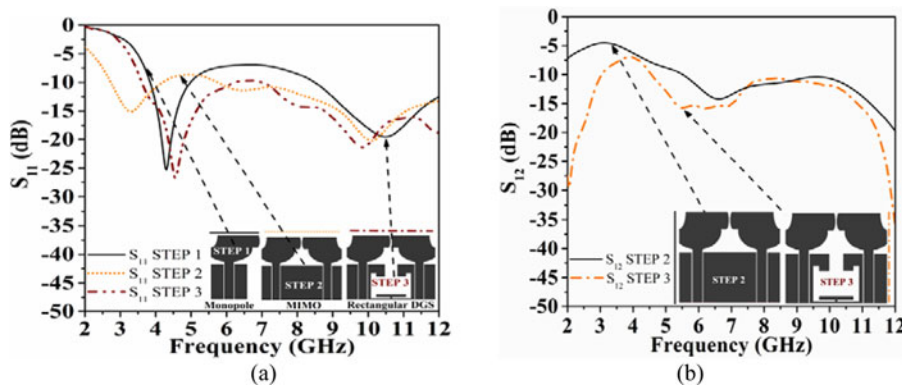 (a)
0
-5
-10
-15
-20
-25
-30
-35
-40
-45
-50
S11 (dB)
S11 STEP 1
S11 STEP 2
S11 STEP 3
STEP 1
STEP 2
STEP 3
Monopole
MIMO
Rectangular DGS
2 3 4 5 6 7 8 9 10 11 12
Frequency (GHz)
(a)
(b)
0
-5
-10
-15
-20
-25
-30
-35
-40
-45
-50
S12 (dB)
S12 STEP 2
S12 STEP 3
STEP 2
STEP 3
2 3 4 5 6 7 8 9 10 11 12
Frequency (GHz)
(b)